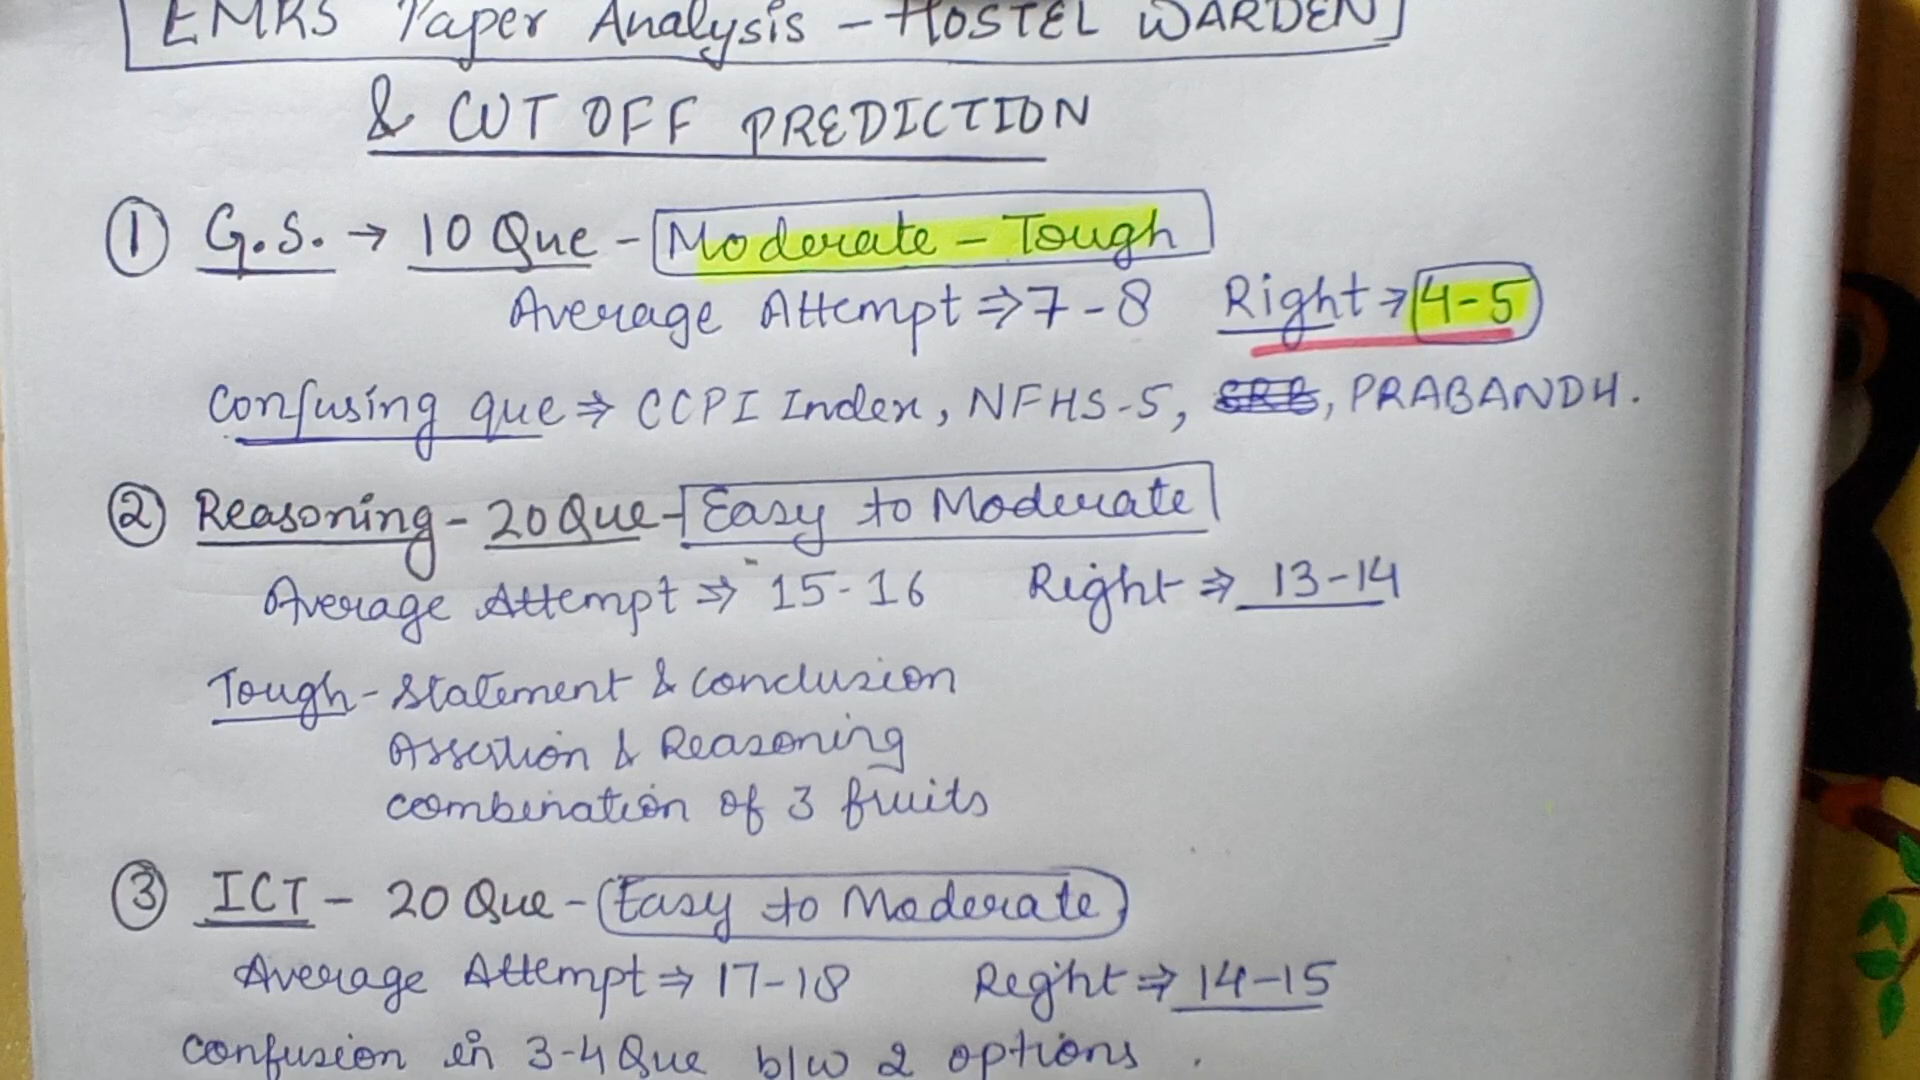 EMRS Paper Analysis - HOSTEL WARDEN
& CUT OFF PREDICTION
① G.S. → 10 Que - Moderate - Tough
Average Attempt ⇒ 7-8 Right → 4-5
Confusing que ⇒ CCPI Index, NFHS-5, , PRABANDH.
② Reasoning - 20 Que - Easy to Moderate
Average Attempt ⇒ 15-16 Right ⇒ 13-14
Tough - Statement & Conclusion
Assertion & Reasoning
combination of 3 fruits
③ ICT - 20 Que - Easy to Moderate
Average Attempt ⇒ 17-18 Right ⇒ 14-15
confusion in 3-4 Que b/w 2 options.